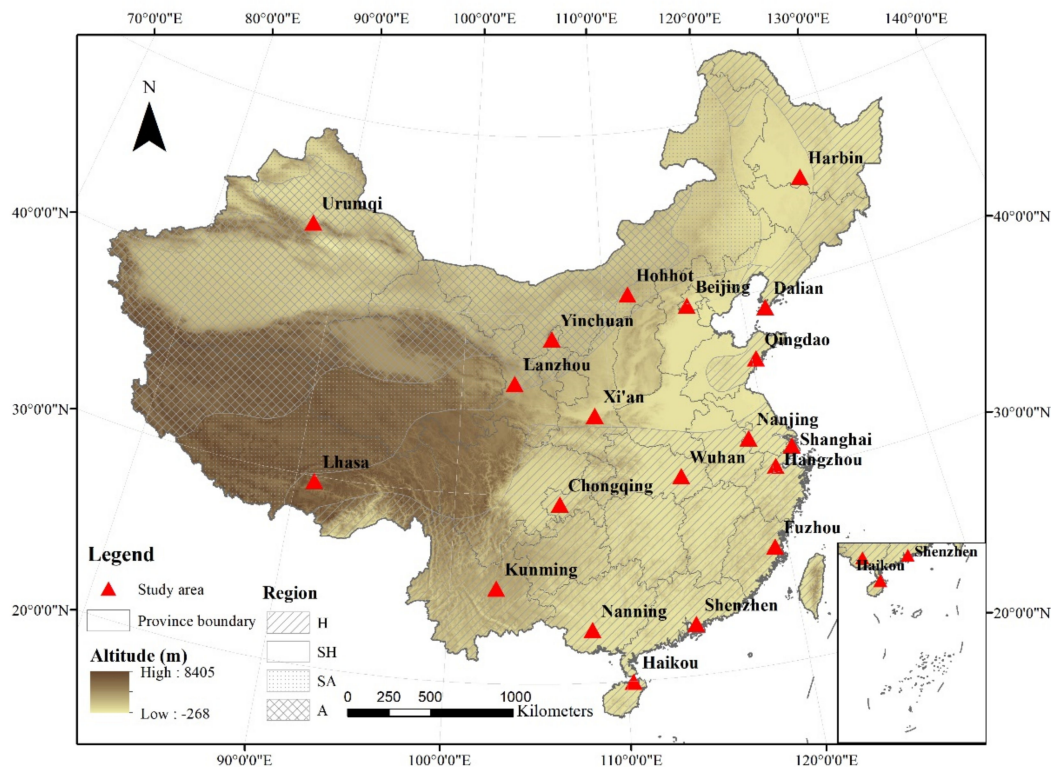 70°0'0"E 80°0'0"E 90°0'0"E 100°0'0"E 110°0'0"E 120°0'0"E 130°0'0"E 140°0'0"E
N
Harbin
Urumqi
40°0'0"N 40°0'0"N
Hohhot
Beijing Dalian
Yinchuan
Qingdao
Lanzhou
Xi'an
30°0'0"N 30°0'0"N
Nanjing
Shanghai
Wuhan Hangzhou
Lhasa
Chongqing
Fuzhou
Legend
Study area
Province boundary
Altitude (m)
High : 8405
Low : -268
Region
H
SH
SA
A
Kunming
Nanning
Shenzhen
Haikou
20°0'0"N 20°0'0"N
0 250 500 1000
Kilometers
Shenzhen
Haikou
90°0'0"E 100°0'0"E 110°0'0"E 120°0'0"E